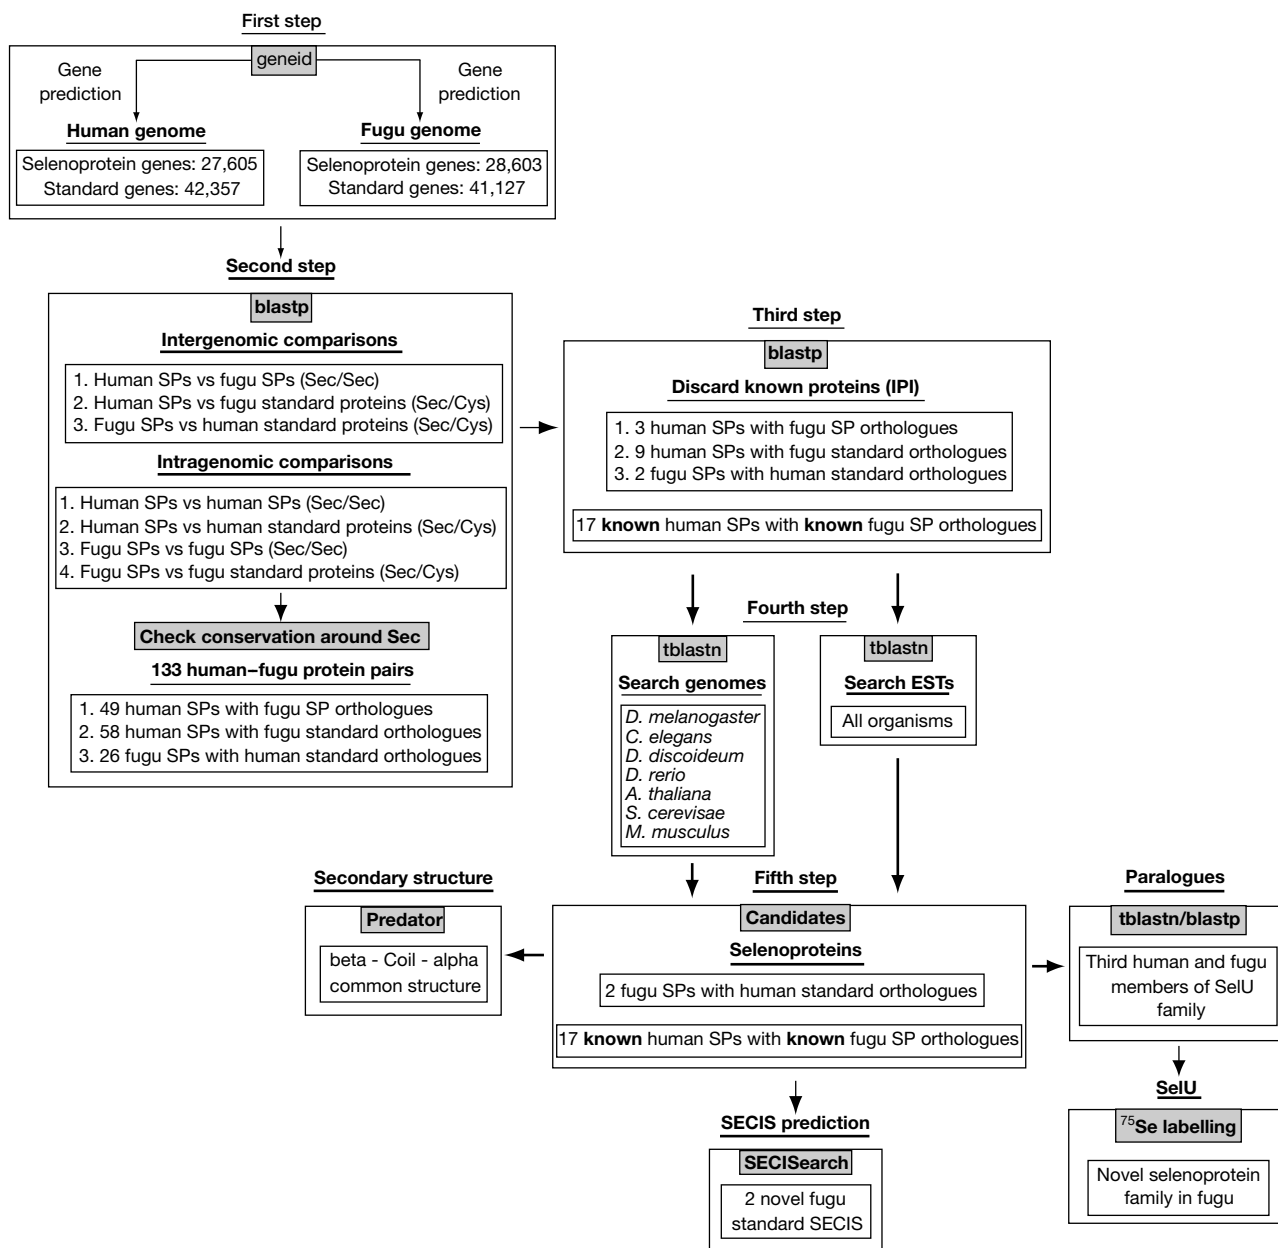 First step
geneid
Gene
prediction
Gene
prediction
Human genome
Selenoprotein genes: 27,605
Standard genes: 42,357
Fugu genome
Selenoprotein genes: 28,603
Standard genes: 41,127
Second step
blastp
Intergenomic comparisons
1. Human SPs vs fugu SPs (Sec/Sec)
2. Human SPs vs fugu standard proteins (Sec/Cys)
3. Fugu SPs vs human standard proteins (Sec/Cys)
Intragenomic comparisons
1. Human SPs vs human SPs (Sec/Sec)
2. Human SPs vs human standard proteins (Sec/Cys)
3. Fugu SPs vs fugu SPs (Sec/Sec)
4. Fugu SPs vs fugu standard proteins (Sec/Cys)
Check conservation around Sec
133 human–fugu protein pairs
1. 49 human SPs with fugu SP orthologues
2. 58 human SPs with fugu standard orthologues
3. 26 fugu SPs with human standard orthologues
Third step
blastp
Discard known proteins (IPI)
1. 3 human SPs with fugu SP orthologues
2. 9 human SPs with fugu standard orthologues
3. 2 fugu SPs with human standard orthologues
17 known human SPs with known fugu SP orthologues
Fourth step
tblastn
Search genomes
D. melanogaster
C. elegans
D. discoideum
D. rerio
A. thaliana
S. cerevisae
M. musculus
tblastn
Search ESTs
All organisms
Fifth step
Candidates
Selenoproteins
2 fugu SPs with human standard orthologues
17 known human SPs with known fugu SP orthologues
Secondary structure
Predator
beta - Coil - alpha
common structure
Paralogues
tblastn/blastp
Third human and fugu
members of SelU
family
SelU
75Se labelling
Novel selenoprotein
family in fugu
SECIS prediction
SECISearch
2 novel fugu
standard SECIS